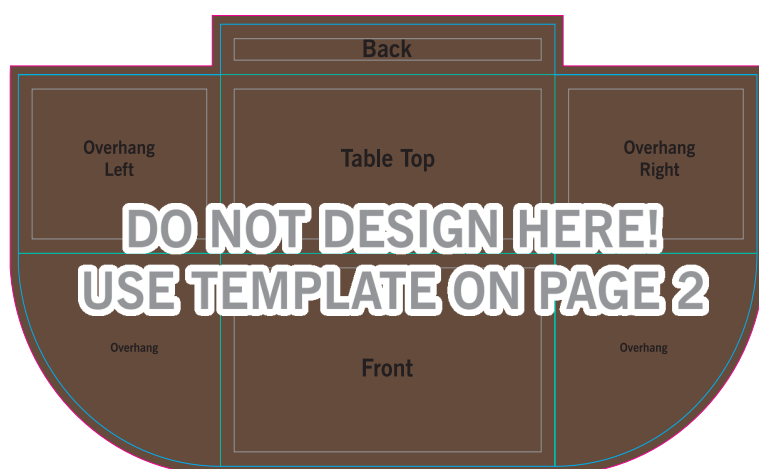 Back
Overhang
Left
Table Top
Overhang
Right
DO NOT DESIGN HERE!
USE TEMPLATE ON PAGE 2
Overhang
Front
Overhang